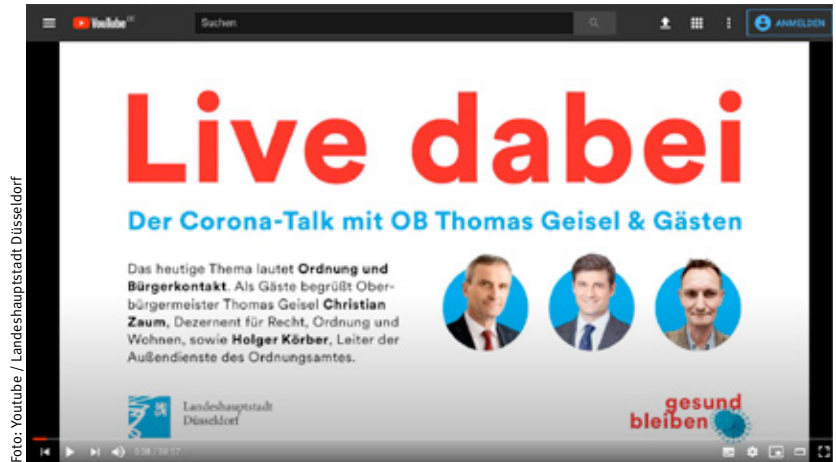 YouTube DE
Suchen
ANMELDEN
Live dabei
Der Corona-Talk mit OB Thomas Geisel & Gästen
Das heutige Thema lautet Ordnung und
Bürgerkontakt. Als Gäste begrüßt Ober-
bürgermeister Thomas Geisel Christian
Zaum, Dezernent für Recht, Ordnung und
Wohnen, sowie Holger Körber, Leiter der
Außendienste des Ordnungsamtes.
Landeshauptstadt
Düsseldorf
gesund
bleiben
Foto: Youtube / Landeshauptstadt Düsseldorf